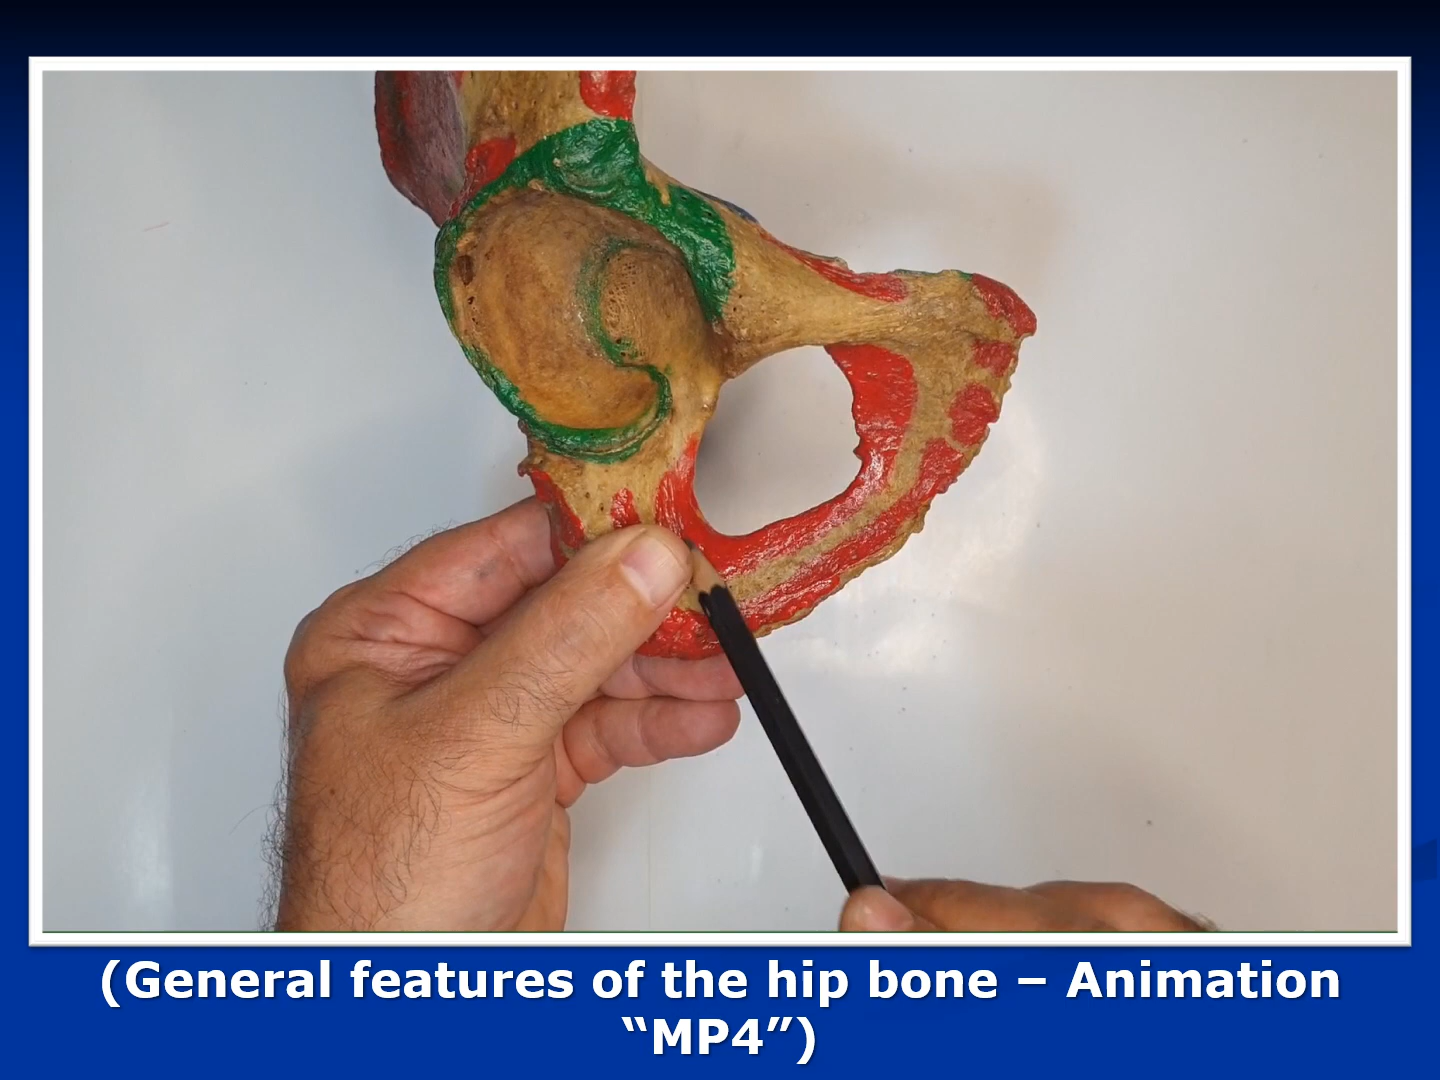 (General features of the hip bone – Animation
“MP4”)